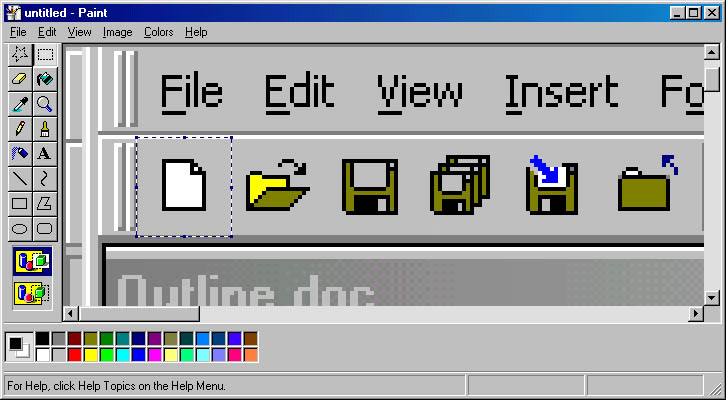 untitled - Paint
File Edit View Image Colors Help
File Edit View Insert
Outline doc
A
For Help, click Help Topics on the Help Menu.